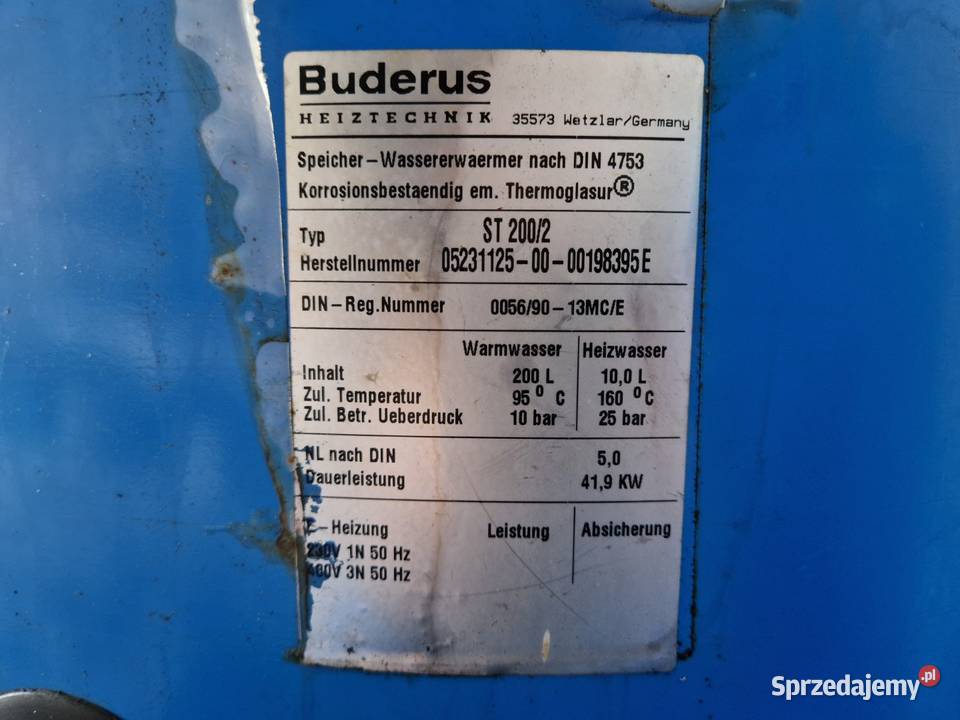 Buderus
HEIZTECHNIK 35573 Wetzlar/Germany
Speicher-Wassererwaermer nach DIN 4753
Korrosionsbestaendig em. Thermoglasur®
Typ ST 200/2
Herstellnummer 05231125-00-00198395E
DIN-Reg.Nummer 0056/90-13MC/E
Warmwasser Heizwasser
Inhalt 200 L 10,0 L
Zul. Temperatur 95 °C 160 °C
Zul. Betr. Ueberdruck 10 bar 25 bar
NL nach DIN 5,0
Dauerleistung 41,9 KW
E-Heizung Leistung Absicherung
230V 1N 50 Hz
400V 3N 50 Hz
Sprzedajemy.pl